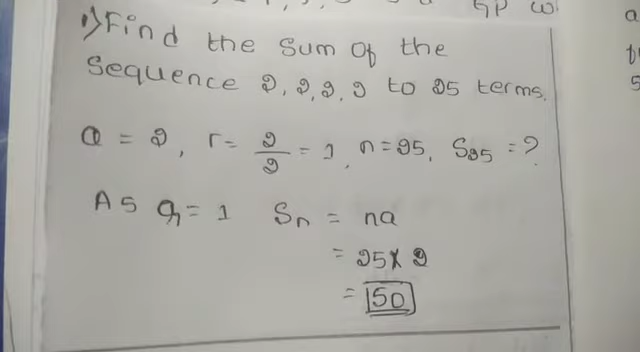 GP
1) Find the sum of the
sequence 2, 2, 2, 2 to 25 terms.
a = 2, r = 2/2 = 1, n = 25, S25 = ?
As r = 1 Sn = na
= 25 × 2
= 50